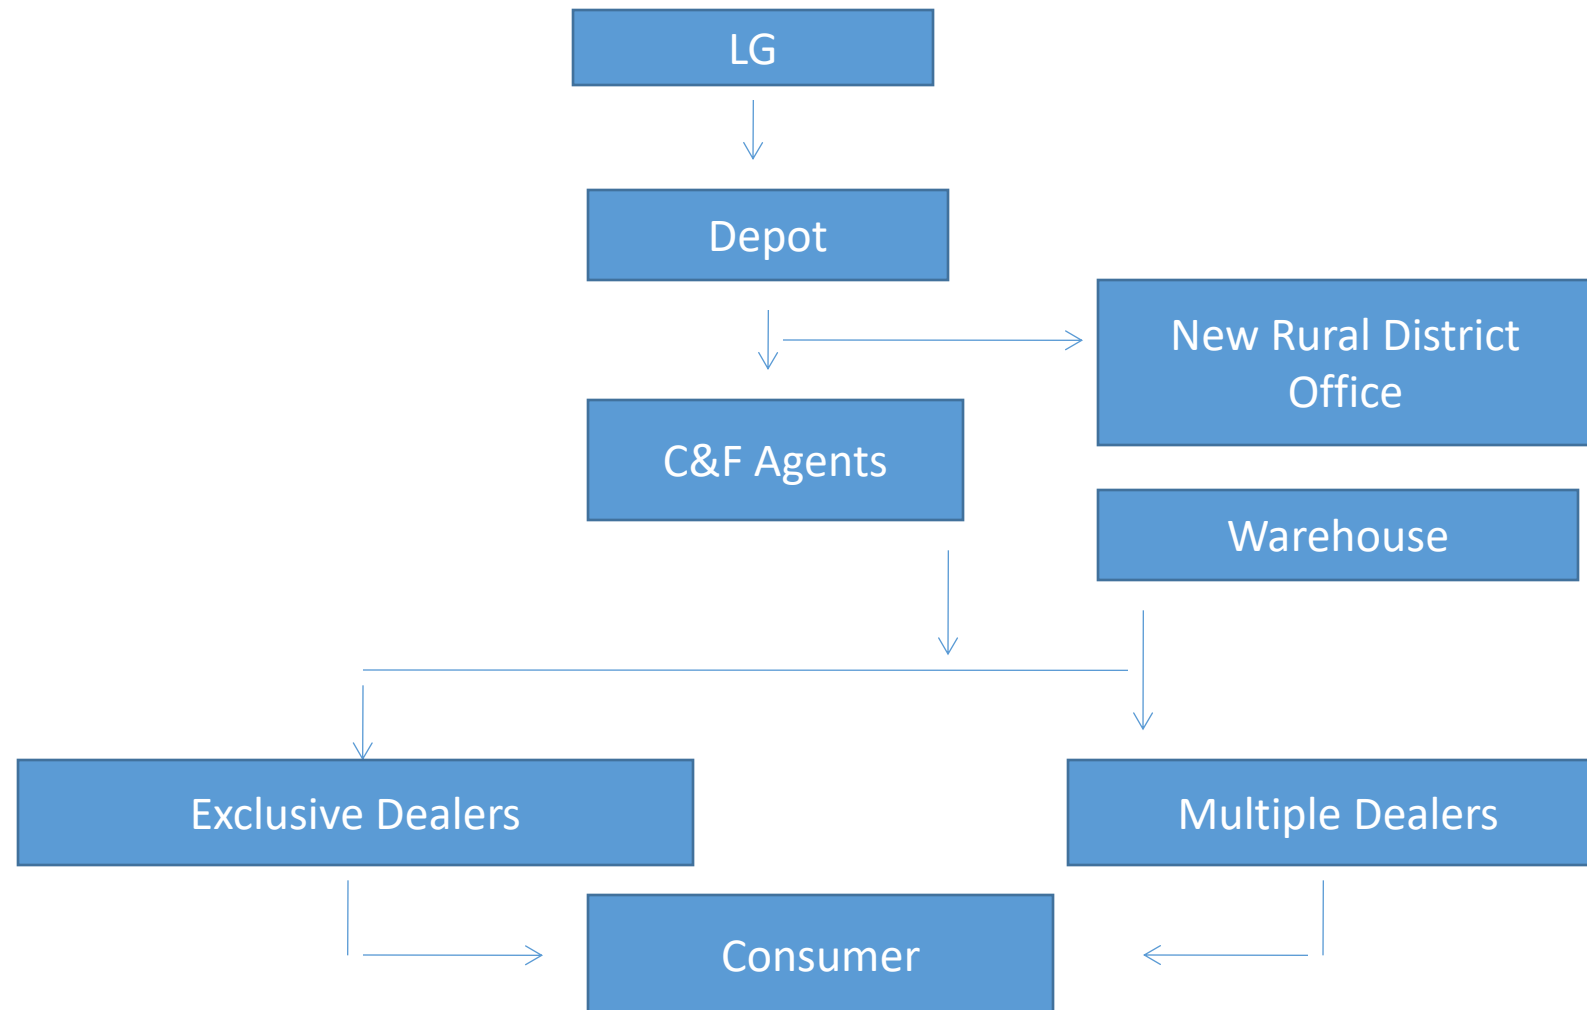 LG
Depot
New Rural District
Office
C&F Agents
Warehouse
Exclusive Dealers
Multiple Dealers
Consumer